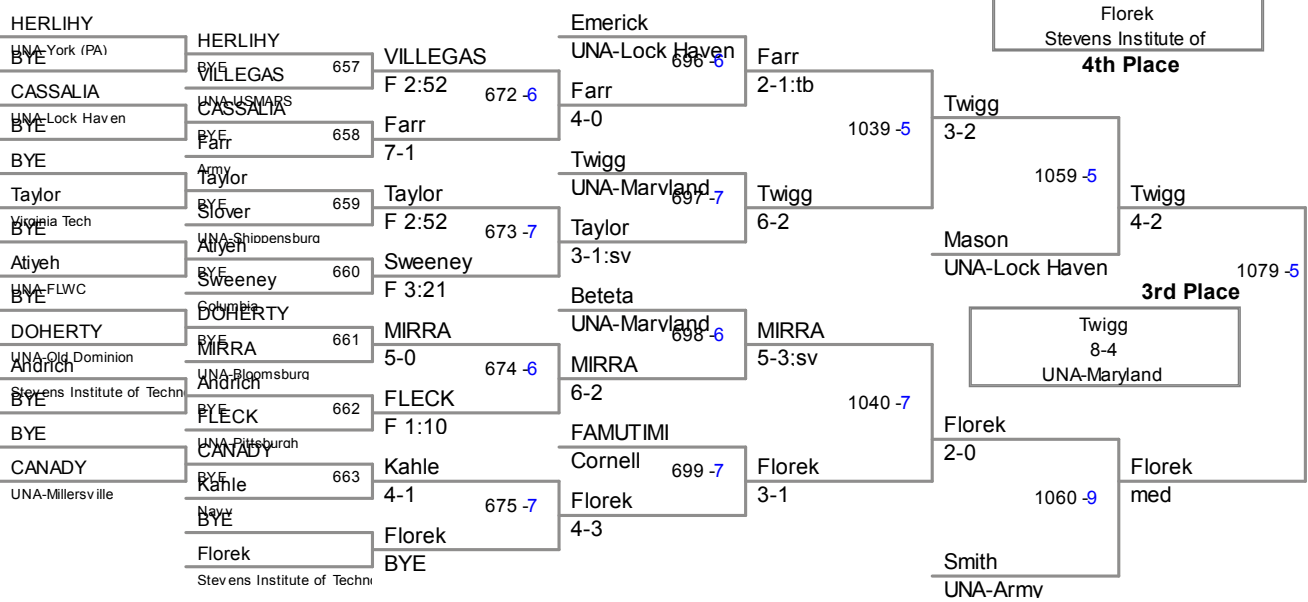 HERLIHY
UNA-York (PA)
BYE
CASSALIA
UNA-Lock Haven
BYE
BYE
Taylor
Virginia Tech
BYE
Atiyeh
UNA-FLWC
BYE
DOHERTY
UNA-Old Dominion
Andrich
Stevens Institute of Techn
BYE
BYE
CANADY
UNA-Millersville
HERLIHY
BYE
657
VILLEGAS
UNA-USMAPS
CASSALIA
BYE
658
Farr
Army
Taylor
BYE
659
Slover
UNA-Shippensburg
Atiyeh
BYE
660
Sweeney
Columbia
DOHERTY
BYE
661
MIRRA
UNA-Bloomsburg
Andrich
BYE
662
FLECK
UNA-Pittsburgh
CANADY
BYE
663
Kahle
Navy
BYE
Florek
Stevens Institute of Techn
VILLEGAS
F 2:52
672 -6
Farr
7-1
Taylor
F 2:52
673 -7
Sweeney
F 3:21
MIRRA
5-0
674 -6
FLECK
F 1:10
Kahle
4-1
675 -7
Florek
BYE
Emerick
UNA-Lock Haven
696 -6
Farr
4-0
Twigg
UNA-Maryland
697 -7
Taylor
3-1:sv
Beteta
UNA-Maryland
698 -6
MIRRA
6-2
FAMUTIMI
Cornell
699 -7
Florek
4-3
Farr
2-1:tb
1039 -5
Twigg
6-2
MIRRA
5-3:sv
1040 -7
Florek
3-1
Twigg
3-2
1059 -5
Mason
UNA-Lock Haven
Florek
2-0
1060 -9
Smith
UNA-Army
Twigg
4-2
1079 -5
Florek
med
Florek
Stevens Institute of
4th Place
3rd Place
Twigg
8-4
UNA-Maryland